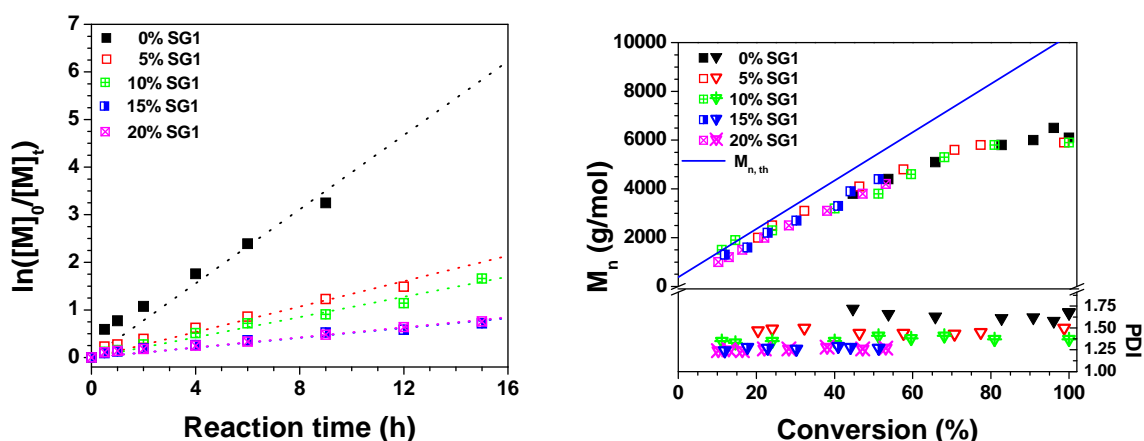 ln([M]0/[M]t)
7
6
5
4
3
2
1
0
0% SG1
5% SG1
10% SG1
15% SG1
20% SG1
0 4 8 12 16
Reaction time (h)
Mn (g/mol)
10000
8000
6000
4000
2000
0
0% SG1
5% SG1
10% SG1
15% SG1
20% SG1
Mn, th
1.75
1.50
1.25
1.00
PDI
0 20 40 60 80 100
Conversion (%)